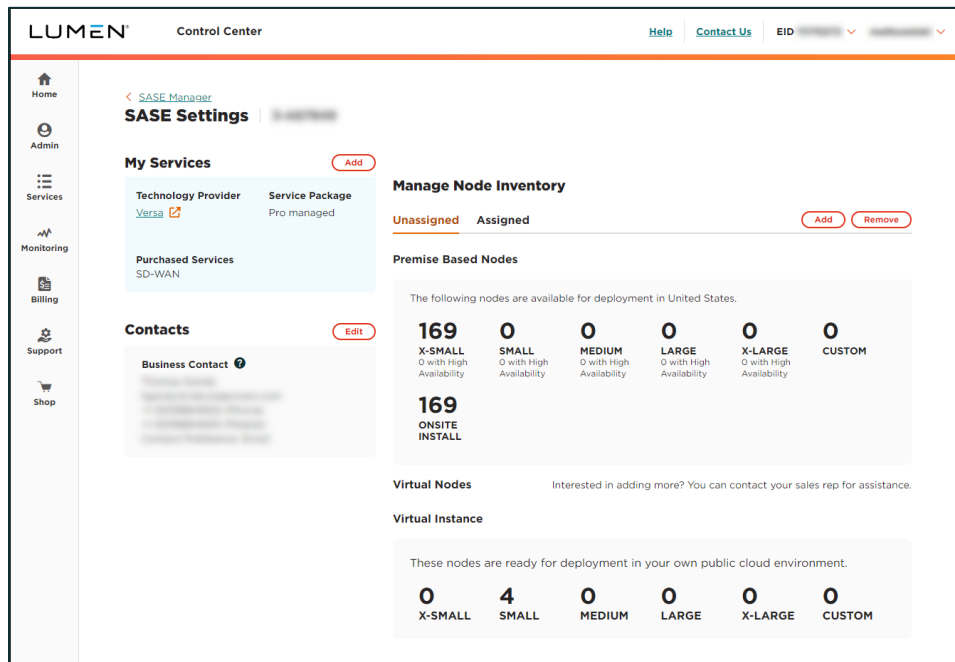 LUMEN®
Control Center
Help
Contact Us
EID
Home
Admin
Services
Monitoring
Billing
Support
Shop
SASE Manager
SASE Settings
My Services
Add
Technology Provider
Service Package
Versa
Pro managed
Purchased Services
SD-WAN
Contacts
Edit
Business Contact ?
Manage Node Inventory
Unassigned
Assigned
Add
Remove
Premise Based Nodes
The following nodes are available for deployment in United States.
169
0
0
0
0
0
X-SMALL
SMALL
MEDIUM
LARGE
X-LARGE
CUSTOM
0 with High
0 with High
0 with High
0 with High
0 with High
Availability
Availability
Availability
Availability
Availability
169
ONSITE
INSTALL
Virtual Nodes
Interested in adding more? You can contact your sales rep for assistance.
Virtual Instance
These nodes are ready for deployment in your own public cloud environment.
0
4
0
0
0
0
X-SMALL
SMALL
MEDIUM
LARGE
X-LARGE
CUSTOM